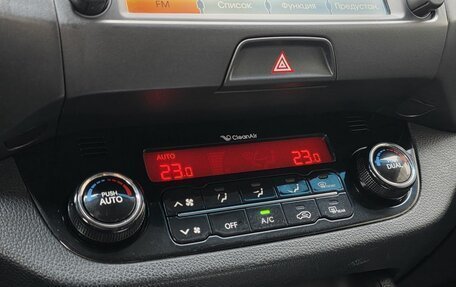 FM Список Функция Предустан
CleanAir
AUTO
23.0 23.0
PUSH AUTO
DUAL
OFF A/C